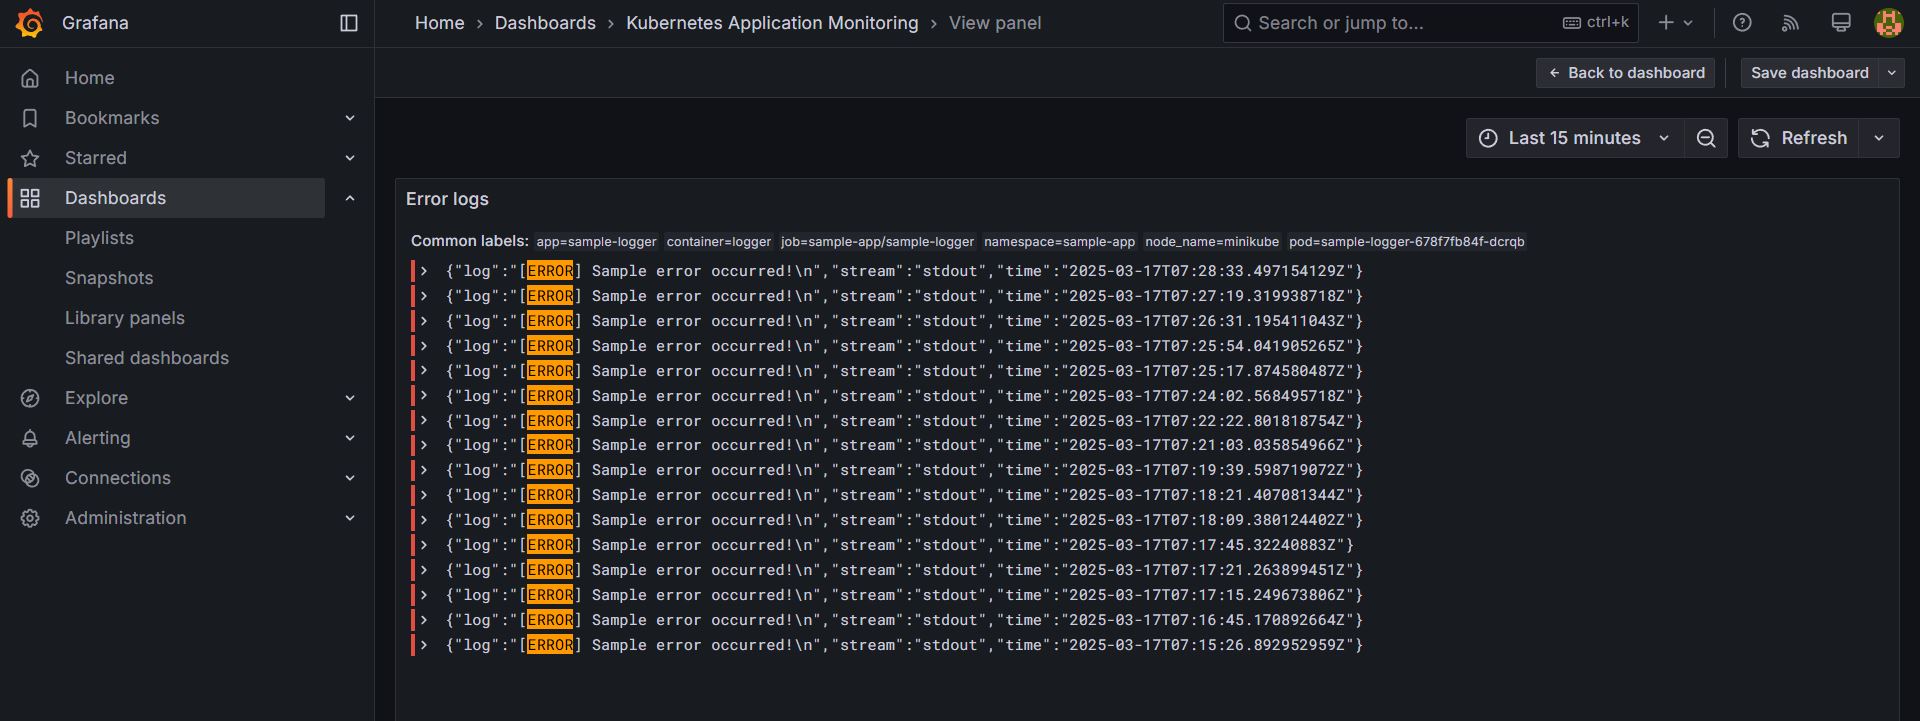 Grafana
Home › Dashboards › Kubernetes Application Monitoring › View panel
Search or jump to...
ctrl+k
Home
Bookmarks
Starred
Dashboards
Playlists
Snapshots
Library panels
Shared dashboards
Explore
Alerting
Connections
Administration
Back to dashboard
Save dashboard
Last 15 minutes
Refresh
Error logs
Common labels: app=sample-logger container=logger job=sample-app/sample-logger namespace=sample-app node_name=minikube pod=sample-logger-678f7fb84f-dcrqb
{"log":"[ERROR] Sample error occurred!\n","stream":"stdout","time":"2025-03-17T07:28:33.497154129Z"}
{"log":"[ERROR] Sample error occurred!\n","stream":"stdout","time":"2025-03-17T07:27:19.319938718Z"}
{"log":"[ERROR] Sample error occurred!\n","stream":"stdout","time":"2025-03-17T07:26:31.195411043Z"}
{"log":"[ERROR] Sample error occurred!\n","stream":"stdout","time":"2025-03-17T07:25:54.041905265Z"}
{"log":"[ERROR] Sample error occurred!\n","stream":"stdout","time":"2025-03-17T07:25:17.874580487Z"}
{"log":"[ERROR] Sample error occurred!\n","stream":"stdout","time":"2025-03-17T07:24:02.568495718Z"}
{"log":"[ERROR] Sample error occurred!\n","stream":"stdout","time":"2025-03-17T07:22:22.801818754Z"}
{"log":"[ERROR] Sample error occurred!\n","stream":"stdout","time":"2025-03-17T07:21:03.035854966Z"}
{"log":"[ERROR] Sample error occurred!\n","stream":"stdout","time":"2025-03-17T07:19:39.598719072Z"}
{"log":"[ERROR] Sample error occurred!\n","stream":"stdout","time":"2025-03-17T07:18:21.407081344Z"}
{"log":"[ERROR] Sample error occurred!\n","stream":"stdout","time":"2025-03-17T07:18:09.380124402Z"}
{"log":"[ERROR] Sample error occurred!\n","stream":"stdout","time":"2025-03-17T07:17:45.32240883Z"}
{"log":"[ERROR] Sample error occurred!\n","stream":"stdout","time":"2025-03-17T07:17:21.263899451Z"}
{"log":"[ERROR] Sample error occurred!\n","stream":"stdout","time":"2025-03-17T07:17:15.249673806Z"}
{"log":"[ERROR] Sample error occurred!\n","stream":"stdout","time":"2025-03-17T07:16:45.170892664Z"}
{"log":"[ERROR] Sample error occurred!\n","stream":"stdout","time":"2025-03-17T07:15:26.892952959Z"}